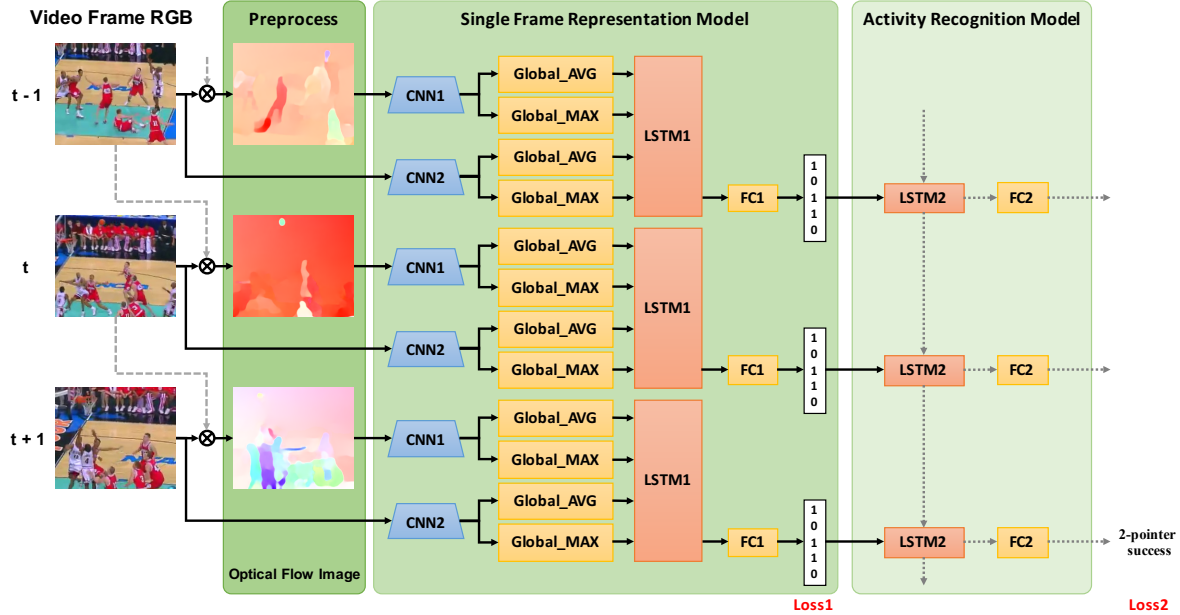 Video Frame RGB
Preprocess
Single Frame Representation Model
Activity Recognition Model
t - 1
CNN1
Global_AVG
Global_MAX
CNN2
Global_AVG
Global_MAX
LSTM1
FC1
1
0
1
1
0
LSTM2
FC2
t
CNN1
Global_AVG
Global_MAX
CNN2
Global_AVG
Global_MAX
LSTM1
FC1
1
0
1
1
0
LSTM2
FC2
t + 1
CNN1
Global_AVG
Global_MAX
CNN2
Global_AVG
Global_MAX
LSTM1
FC1
1
0
1
1
0
LSTM2
FC2
2-pointer
success
Optical Flow Image
Loss1
Loss2